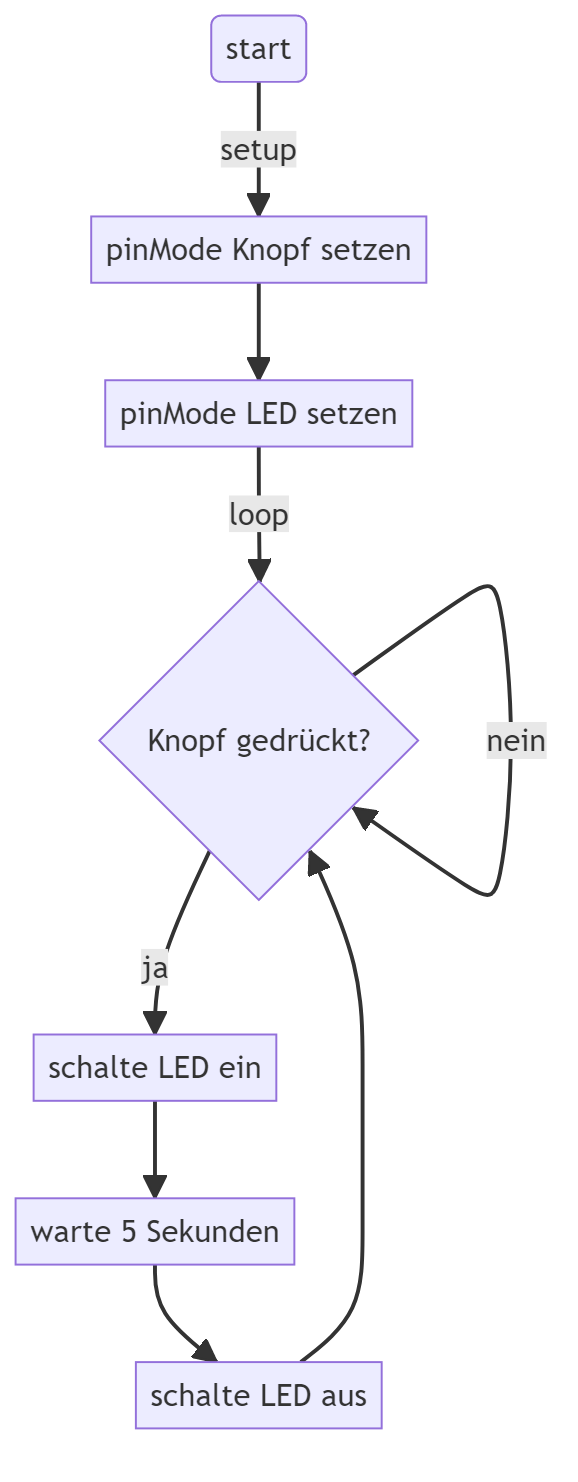 start
setup
pinMode Knopf setzen
pinMode LED setzen
loop
Knopf gedrückt?
nein
ja
schalte LED ein
warte 5 Sekunden
schalte LED aus